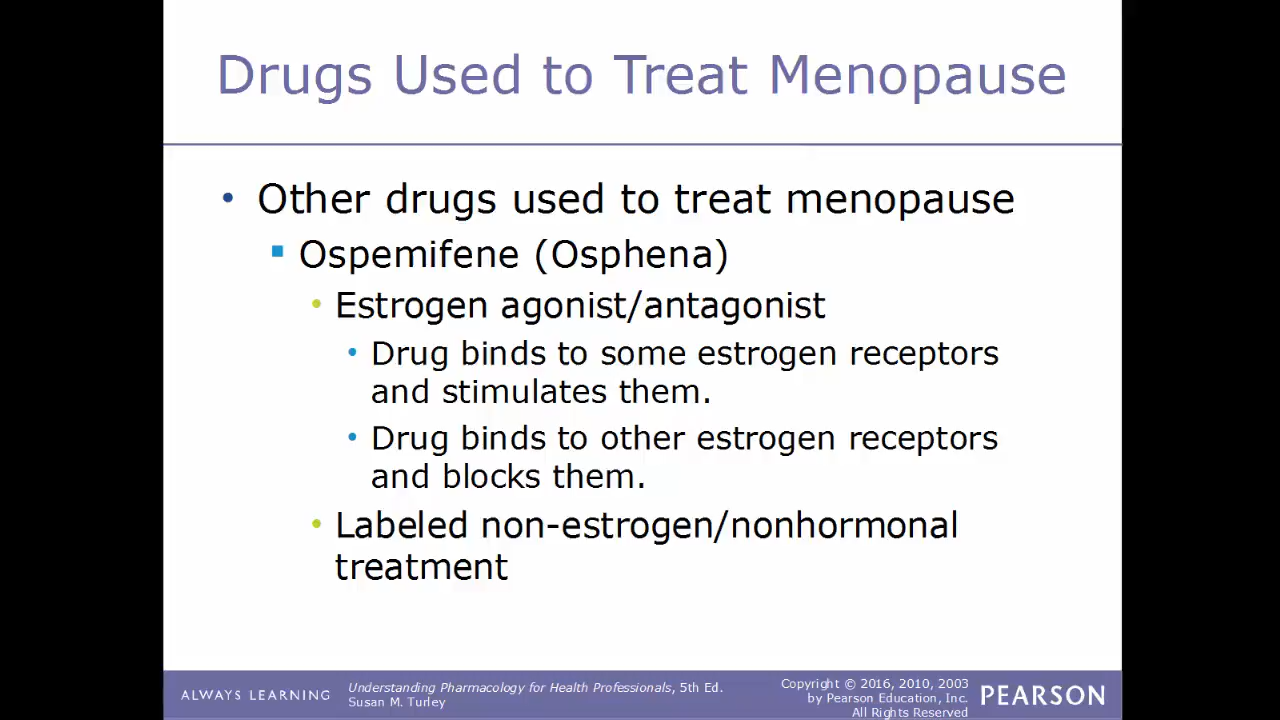 Drugs Used to Treat Menopause
• Other drugs used to treat menopause
▪ Ospemifene (Osphena)
• Estrogen agonist/antagonist
• Drug binds to some estrogen receptors
and stimulates them.
• Drug binds to other estrogen receptors
and blocks them.
• Labeled non-estrogen/nonhormonal
treatment
ALWAYS LEARNING
Understanding Pharmacology for Health Professionals, 5th Ed.
Susan M. Turley
Copyright © 2016, 2010, 2003
by Pearson Education, Inc.
All Rights Reserved
PEARSON